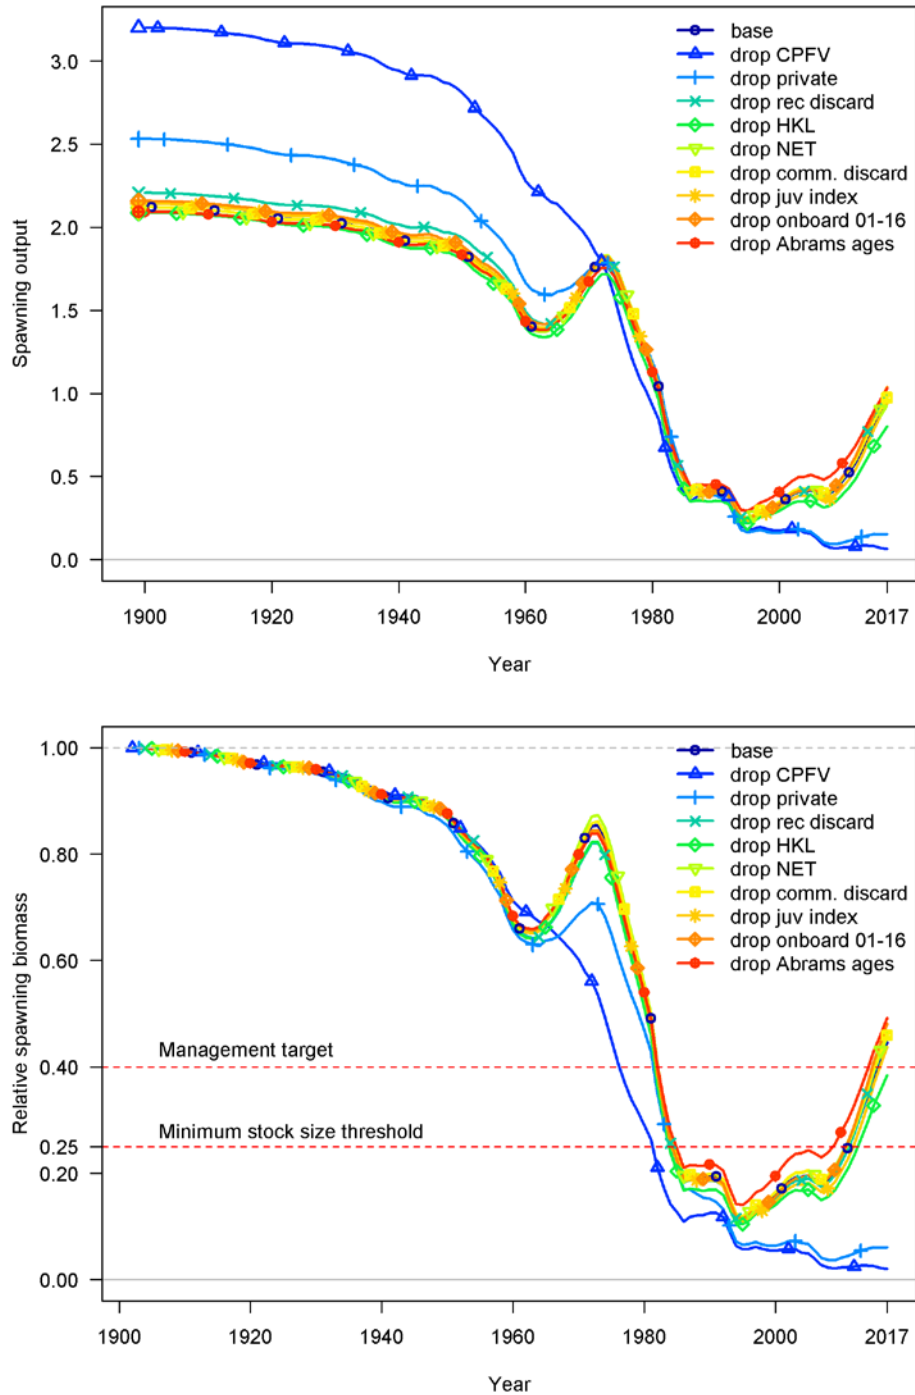 base
drop CPFV
drop private
drop rec discard
drop HKL
drop NET
drop comm. discard
drop juv index
drop onboard 01-16
drop Abrams ages
3.0
2.5
2.0
1.5
1.0
0.5
0.0
Spawning output
1900 1920 1940 1960 1980 2000 2017
Year
base
drop CPFV
drop private
drop rec discard
drop HKL
drop NET
drop comm. discard
drop juv index
drop onboard 01-16
drop Abrams ages
1.00
0.80
0.60
0.40
0.25
0.20
0.00
Relative spawning biomass
Management target
Minimum stock size threshold
1900 1920 1940 1960 1980 2000 2017
Year